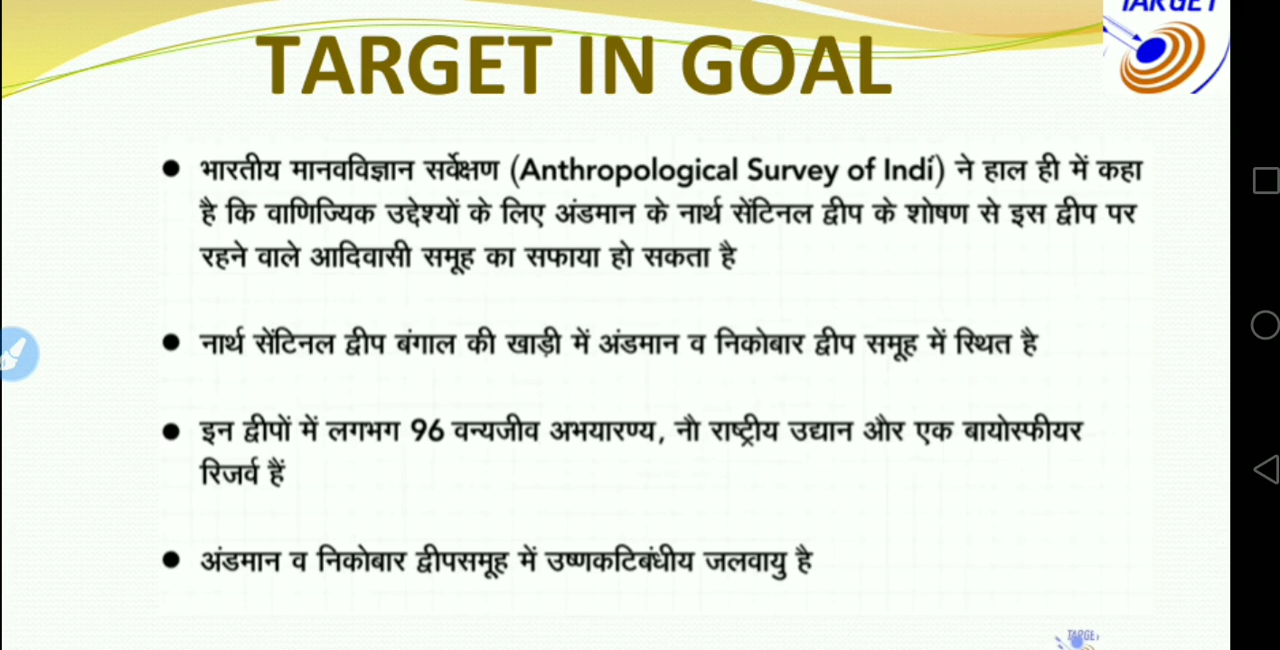 TARGET
TARGET IN GOAL
● भारतीय मानवविज्ञान सर्वेक्षण (Anthropological Survey of Indí) ने हाल ही में कहा
है कि वाणिज्यिक उद्देश्यों के लिए अंडमान के नार्थ सेंटिनल द्वीप के शोषण से इस द्वीप पर
रहने वाले आदिवासी समूह का सफाया हो सकता है
● नार्थ सेंटिनल द्वीप बंगाल की खाड़ी में अंडमान व निकोबार द्वीप समूह में स्थित है
● इन द्वीपों में लगभग 96 वन्यजीव अभयारण्य, नौ राष्ट्रीय उद्यान और एक बायोस्फीयर
रिजर्व हैं
● अंडमान व निकोबार द्वीपसमूह में उष्णकटिबंधीय जलवायु है
TARGET